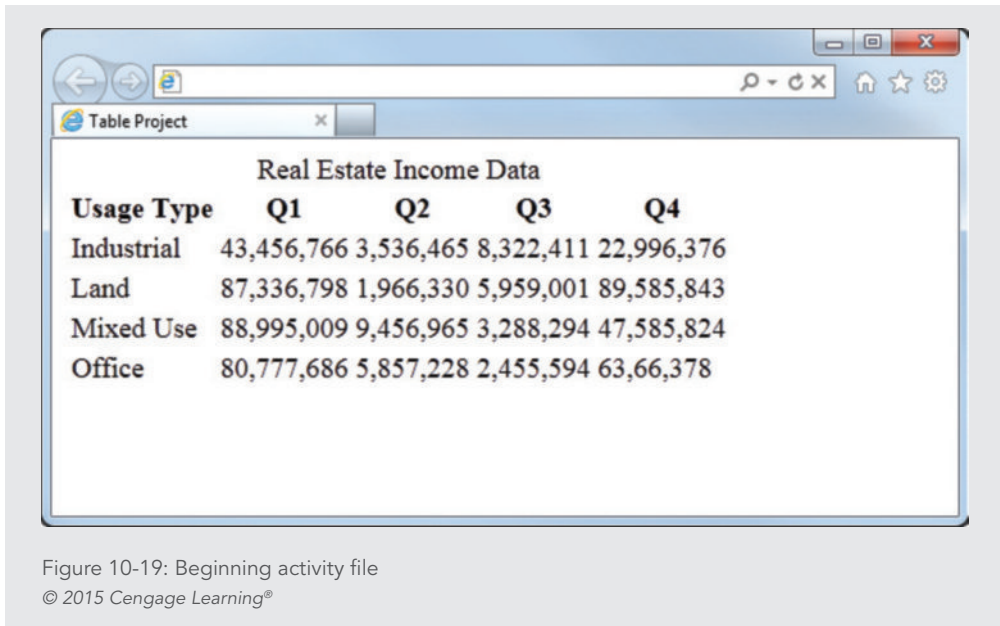 Table Project
Real Estate Income Data
Usage Type Q1 Q2 Q3 Q4
Industrial 43,456,766 3,536,465 8,322,411 22,996,376
Land 87,336,798 1,966,330 5,959,001 89,585,843
Mixed Use 88,995,009 9,456,965 3,288,294 47,585,824
Office 80,777,686 5,857,228 2,455,594 63,66,378
Figure 10-19: Beginning activity file
© 2015 Cengage Learning®